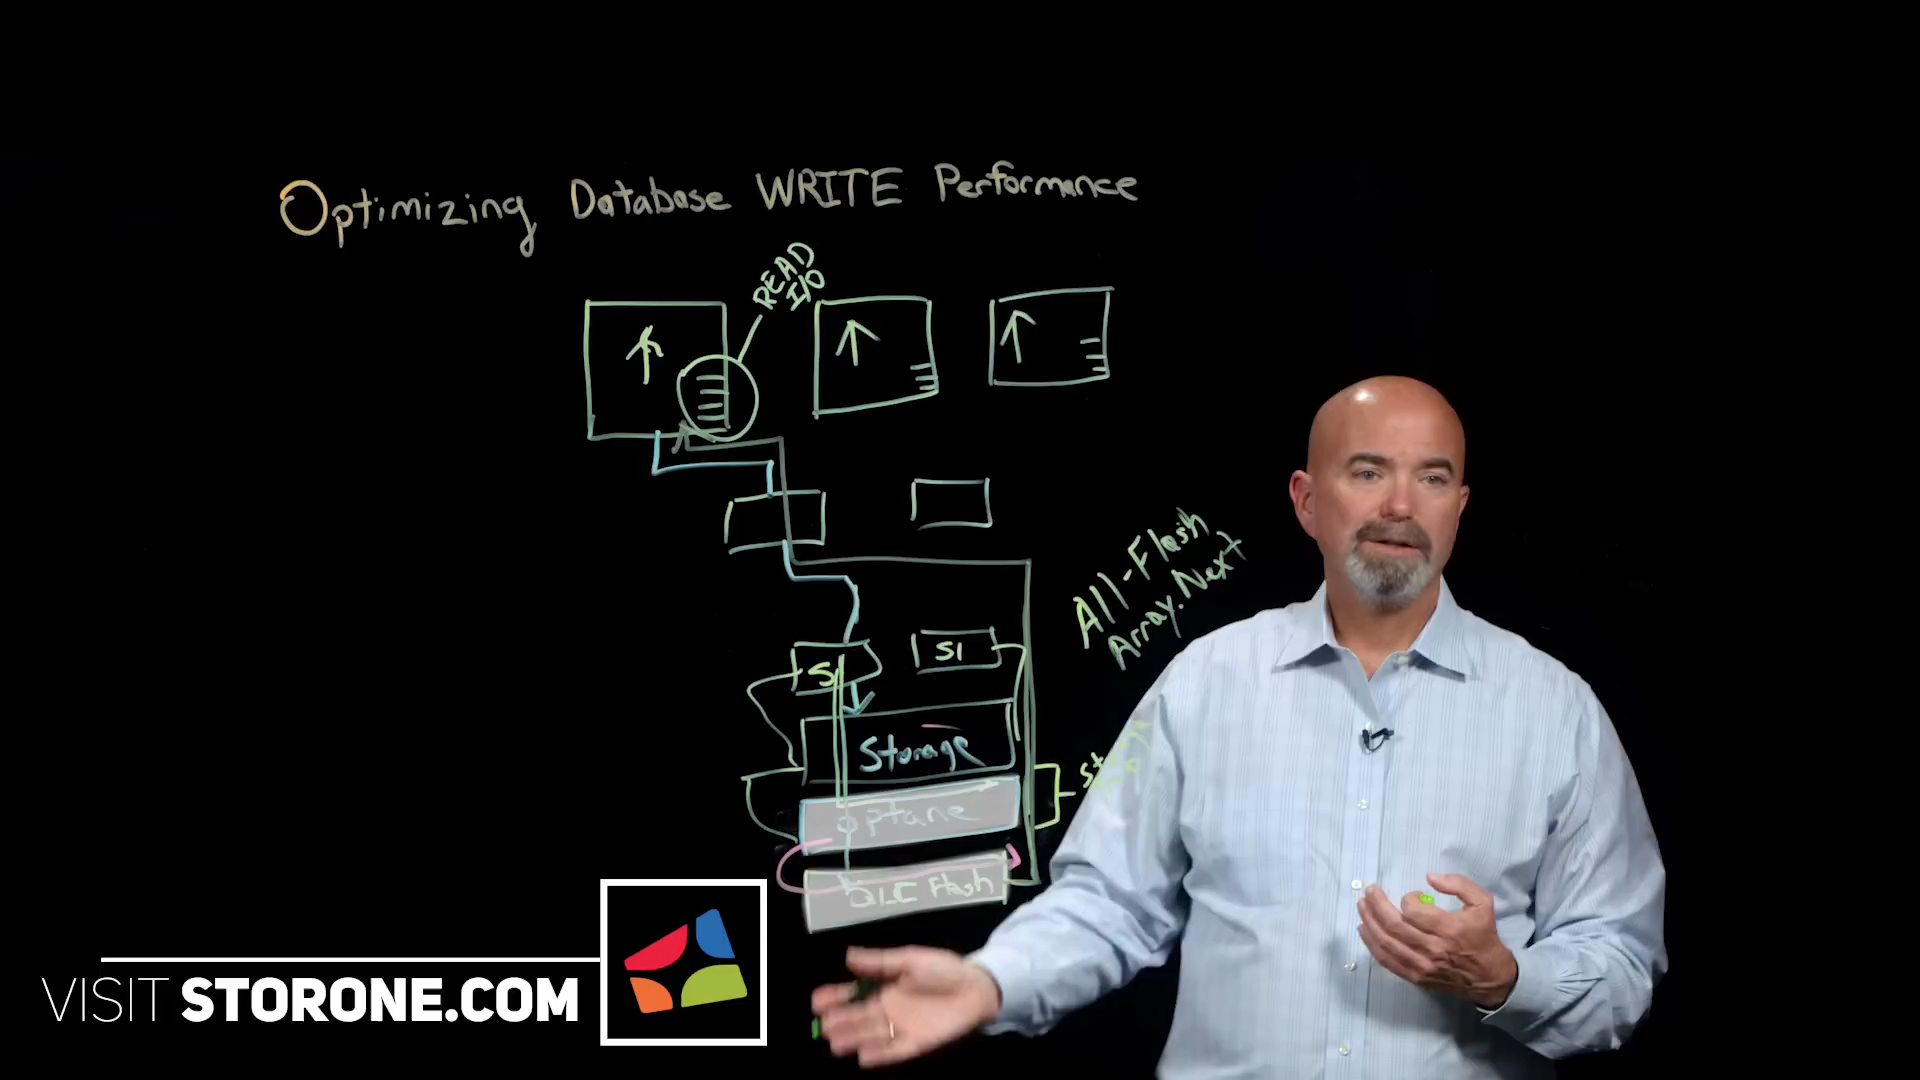 Optimizing Database WRITE Performance
READ
I/O
All-Flash
Array.Next
S1
S1
Storage
Optane
QLC Flash
VISIT STORONE.COM